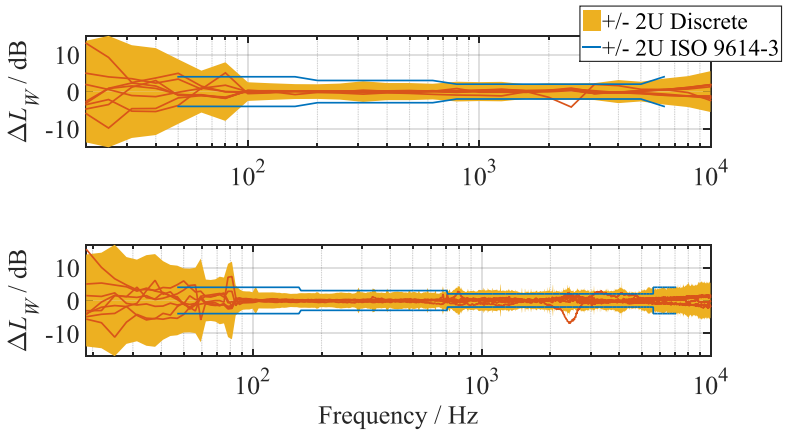 +/- 2U Discrete
+/- 2U ISO 9614-3
ΔL_W / dB
10
0
-10
10^2
10^3
10^4
ΔL_W / dB
10
0
-10
10^2
10^3
10^4
Frequency / Hz